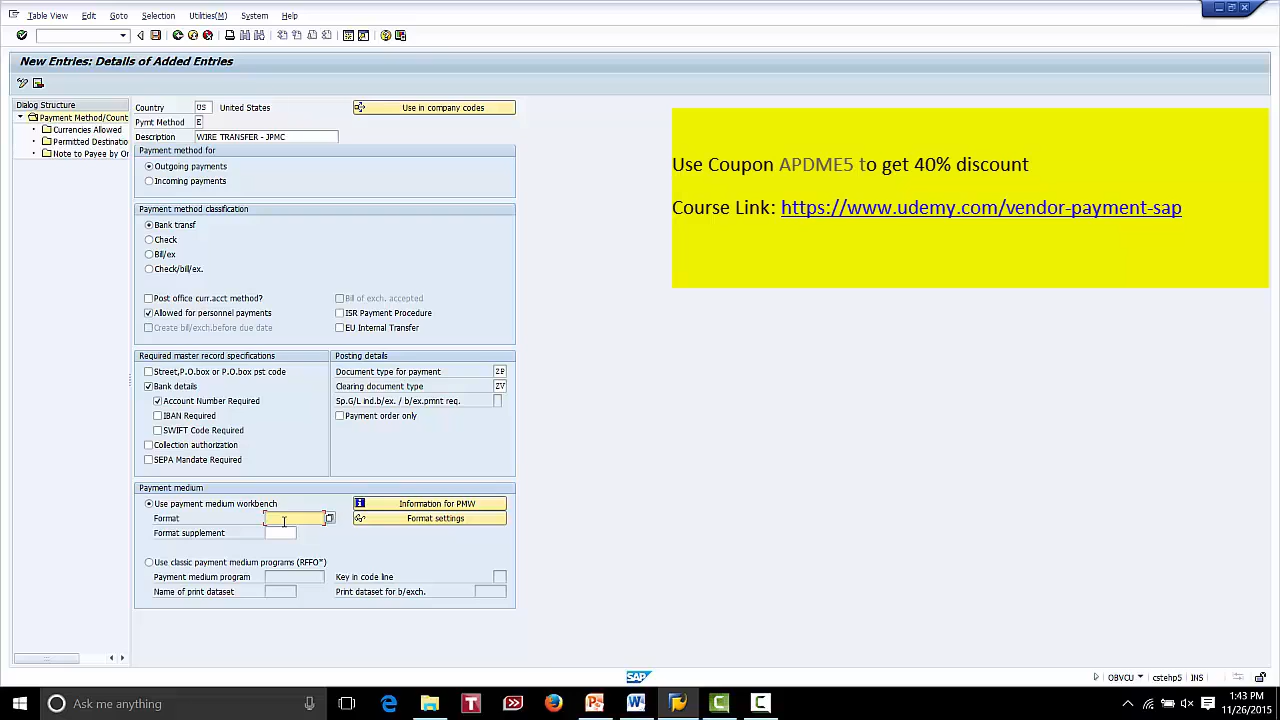 Table View Edit Goto Selection Utilities(M) System Help
New Entries: Details of Added Entries
Dialog Structure
Payment Method/Count
Currencies Allowed
Permitted Destinatio
Note to Payee by Or
Country US United States Use in company codes
Pymt Method E
Description WIRE TRANSFER - JPMC
Payment method for
Outgoing payments
Incoming payments
Payment method classification
Bank transf
Check
Bill/ex
Check/bill/ex.
Post office curr.acct method? Bill of exch. accepted
Allowed for personnel payments ISR Payment Procedure
Create bill/exch.before due date EU Internal Transfer
Required master record specifications Posting details
Street,P.O.box or P.O.box pst code Document type for payment ZP
Bank details Clearing document type ZV
Account Number Required Sp.G/L ind.b/ex. / b/ex.pmnt req.
IBAN Required Payment order only
SWIFT Code Required
Collection authorization
SEPA Mandate Required
Payment medium
Use payment medium workbench Information for PMW
Format Format settings
Format supplement
Use classic payment medium programs (RFFO*)
Payment medium program Key in code line
Name of print dataset Print dataset for b/exch.
Use Coupon APDME5 to get 40% discount
Course Link: https://www.udemy.com/vendor-payment-sap
SAP
OBVCU cstehp5 INS
Ask me anything
1:43 PM
11/26/2015